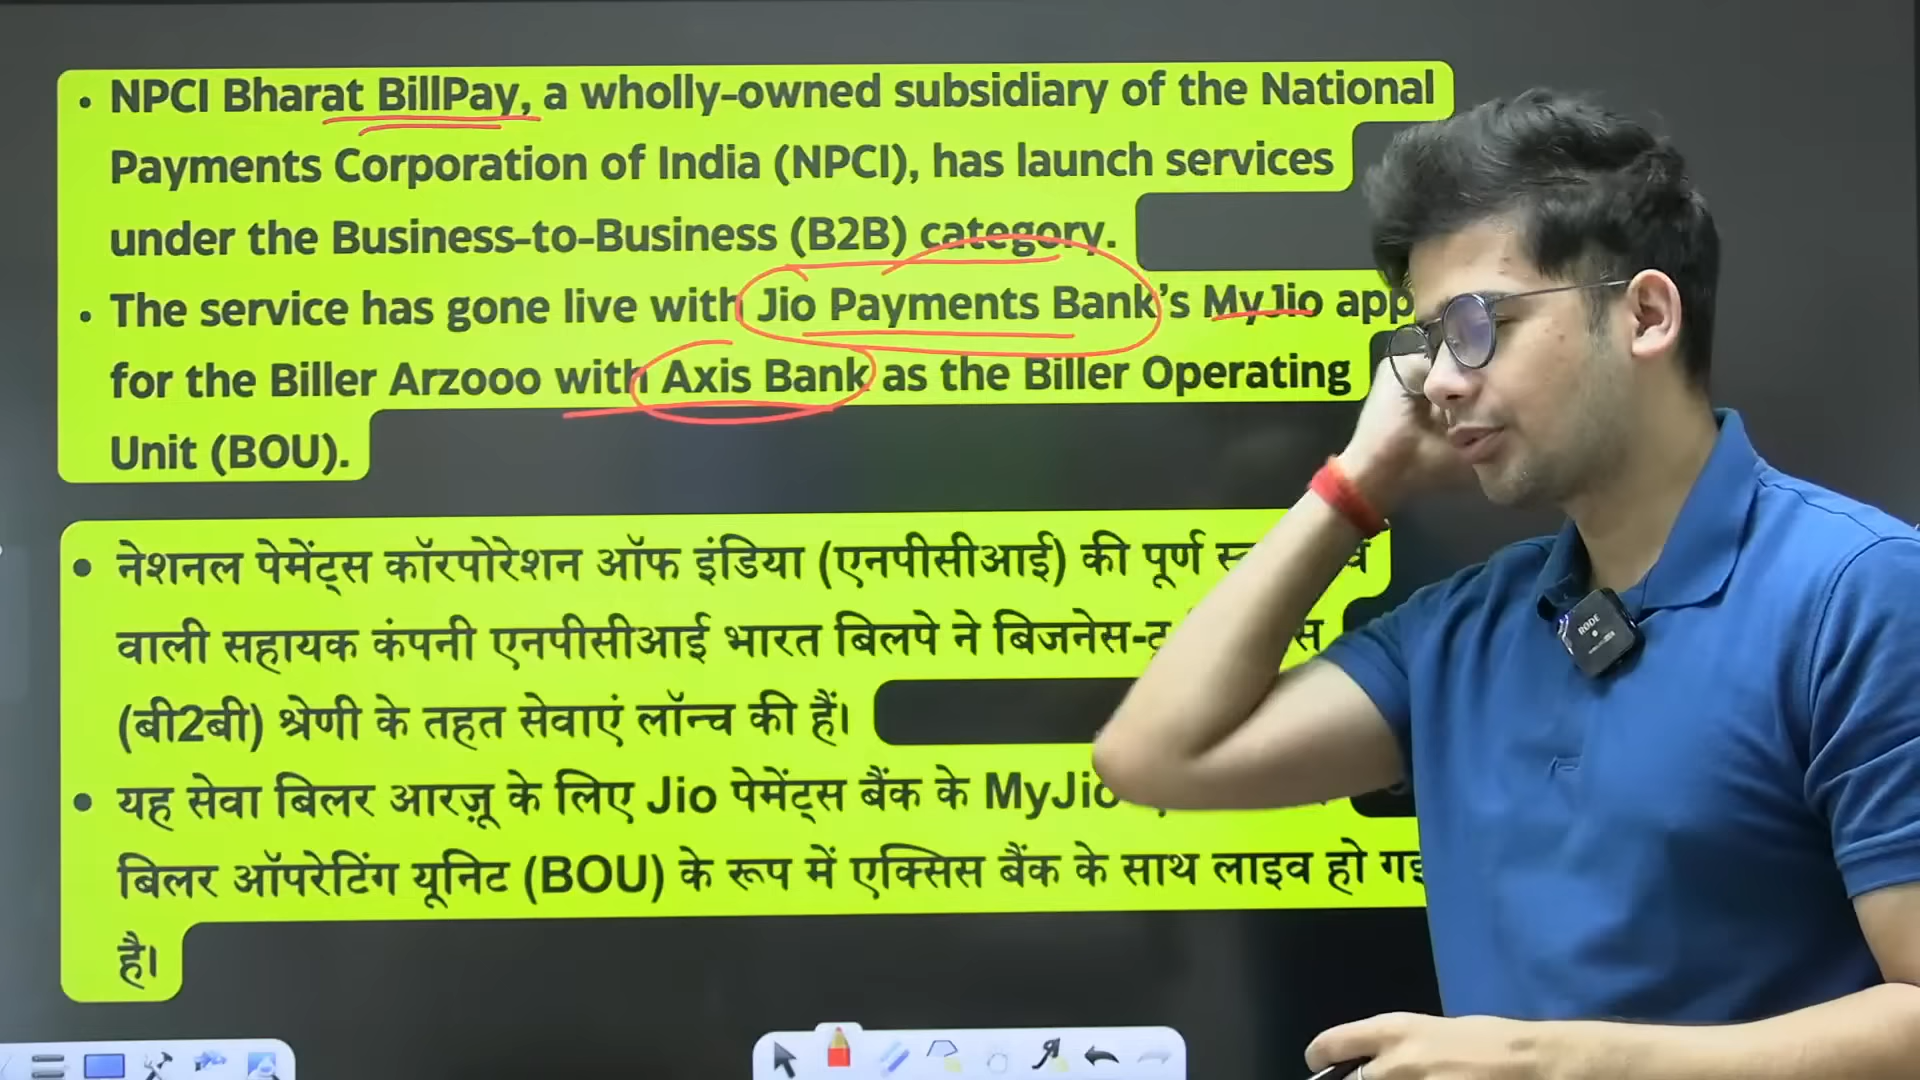 • NPCI Bharat BillPay, a wholly-owned subsidiary of the National
Payments Corporation of India (NPCI), has launch services
under the Business-to-Business (B2B) category.
• The service has gone live with Jio Payments Bank's MyJio app
for the Biller Arzooo with Axis Bank as the Biller Operating
Unit (BOU).
• नेशनल पेमेंट्स कॉरपोरेशन ऑफ इंडिया (एनपीसीआई) की पूर्ण
वाली सहायक कंपनी एनपीसीआई भारत बिलपे ने बिजनेस-
(बी2बी) श्रेणी के तहत सेवाएं लॉन्च की हैं।
• यह सेवा बिलर आरज़ू के लिए Jio पेमेंट्स बैंक के MyJio
बिलर ऑपरेटिंग यूनिट (BOU) के रूप में एक्सिस बैंक के साथ लाइव हो
है।
RODE